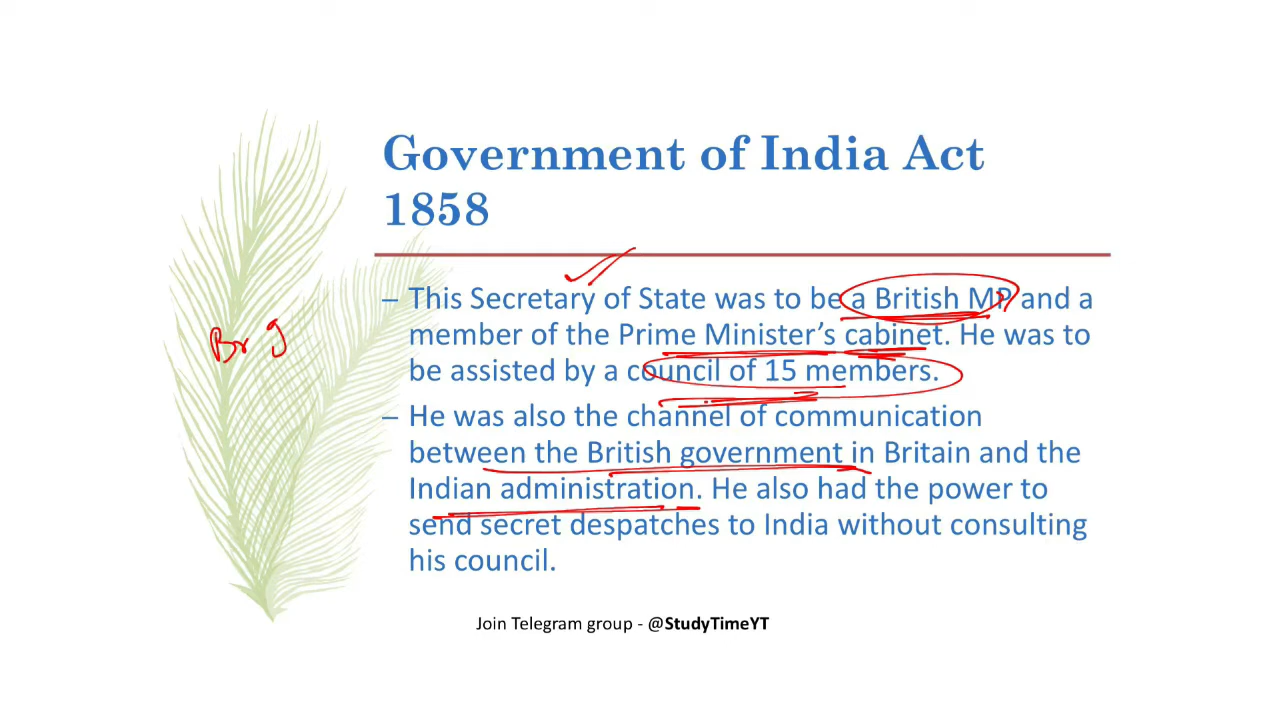 Government of India Act
1858
– This Secretary of State was to be a British MP and a
member of the Prime Minister’s cabinet. He was to
be assisted by a council of 15 members.
– He was also the channel of communication
between the British government in Britain and the
Indian administration. He also had the power to
send secret despatches to India without consulting
his council.
Br
Join Telegram group - @StudyTimeYT